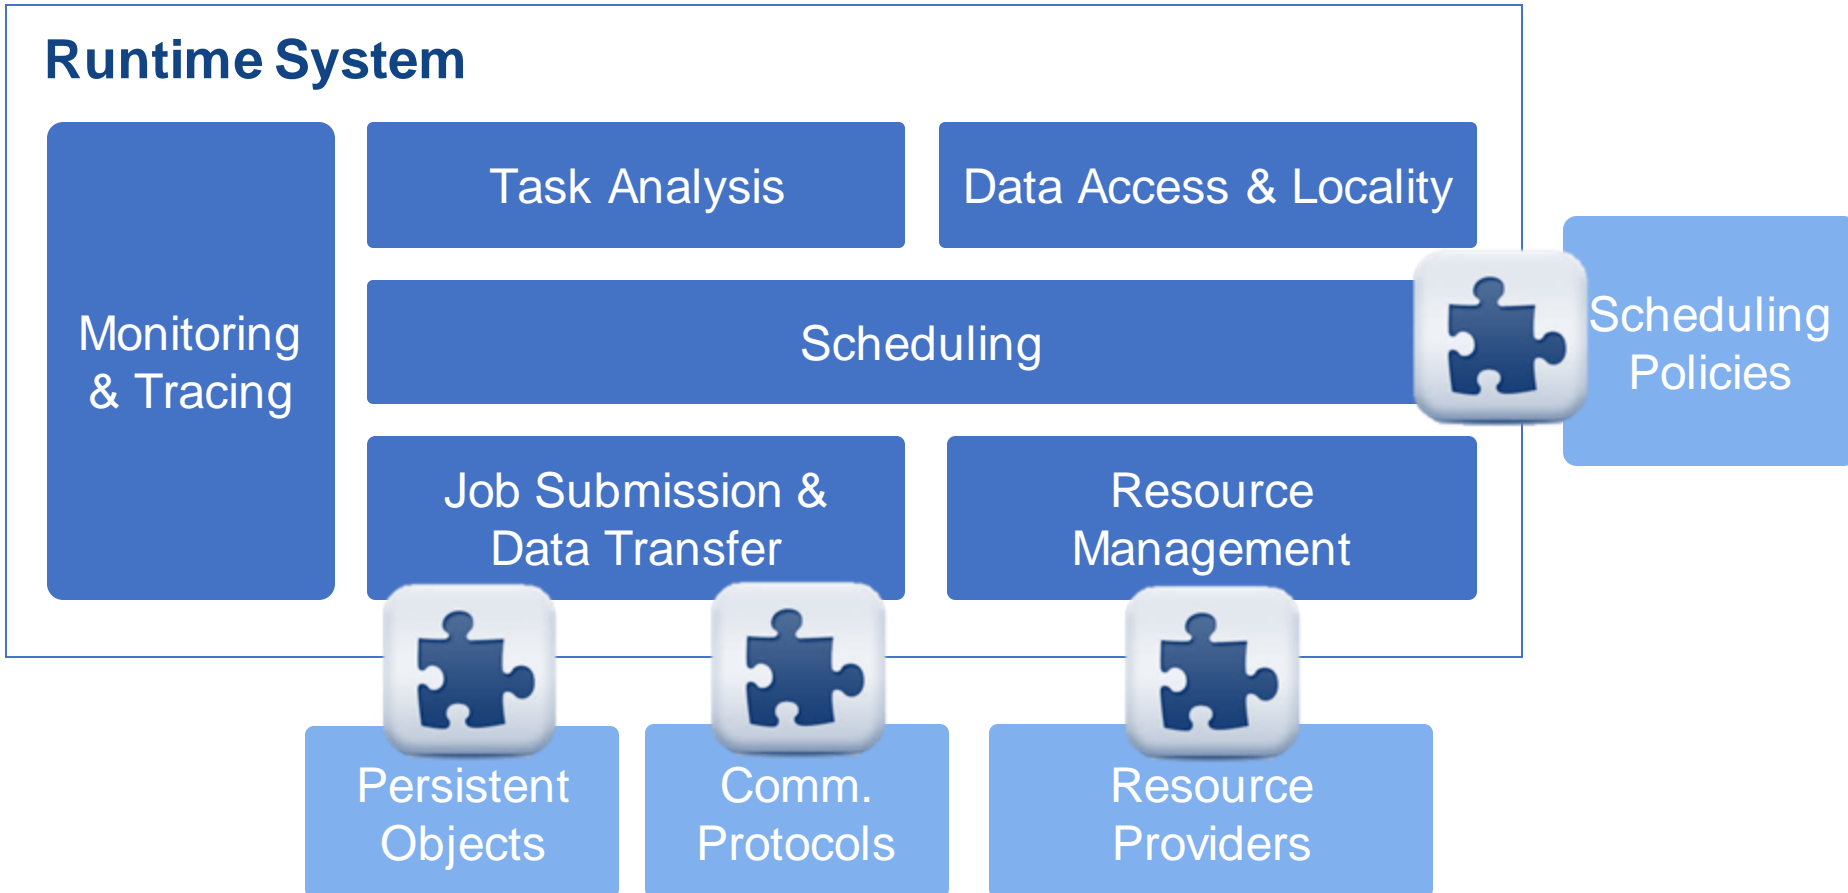 Runtime System
Task Analysis
Data Access & Locality
Monitoring
& Tracing
Scheduling
Scheduling
Policies
Job Submission &
Data Transfer
Resource
Management
Persistent
Objects
Comm.
Protocols
Resource
Providers